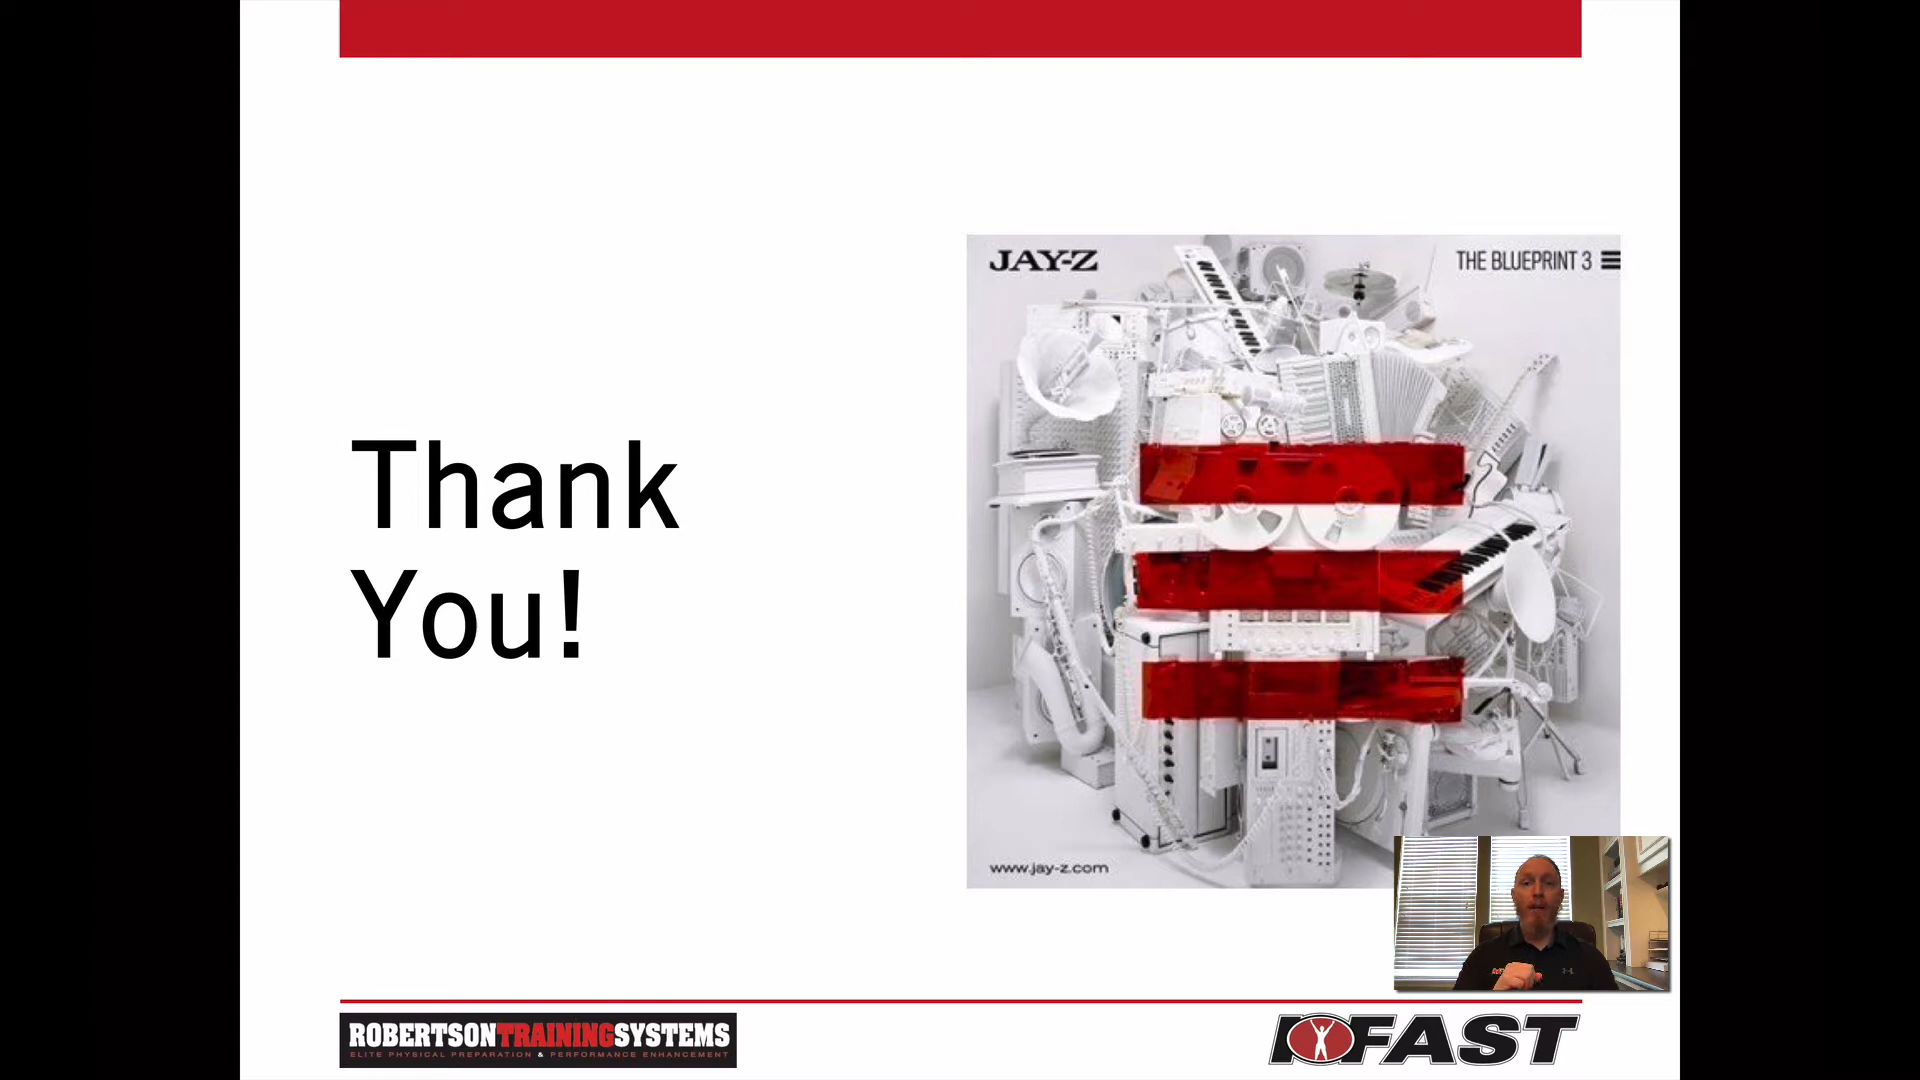 JAY-Z
THE BLUEPRINT 3
Thank
You!
www.jay-z.com
ROBERTSONTRAININGSYSTEMS
ELITE PHYSICAL PREPARATION & PERFORMANCE ENHANCEMENT
IFAST